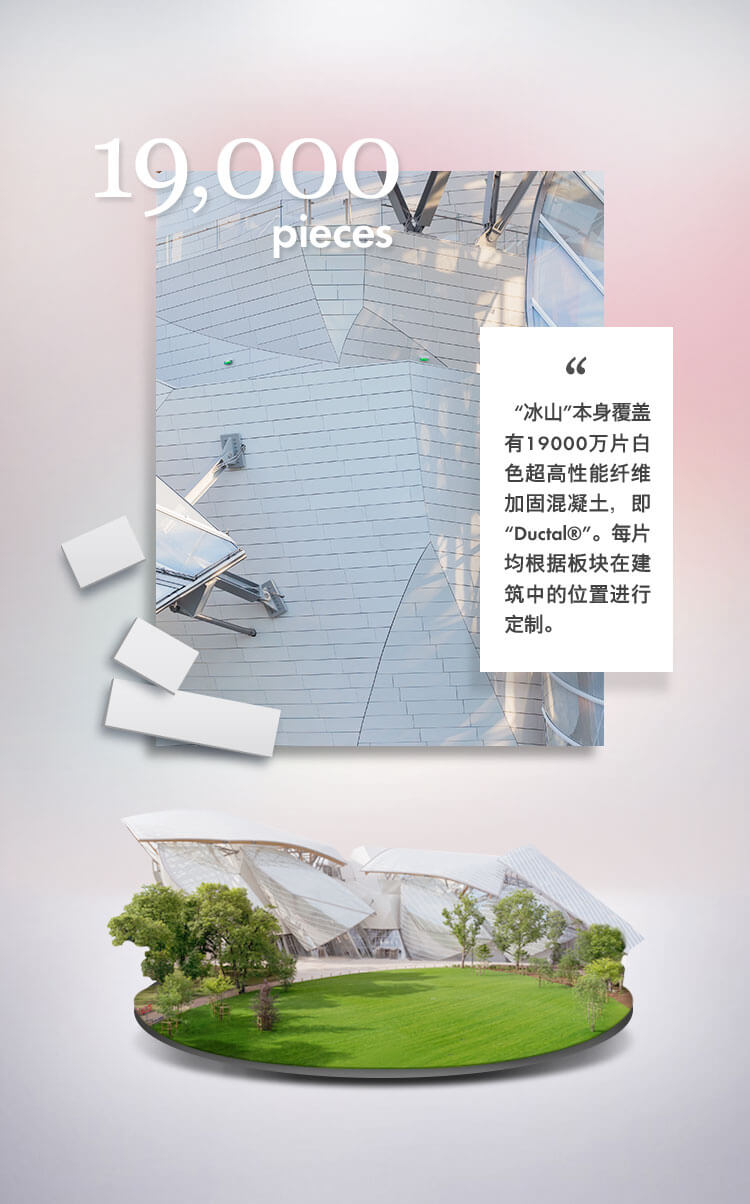 19,000
pieces
“
“冰山”本身覆盖
有19000万片白
色超高性能纤维
加固混凝土，即
“Ductal®”。每片
均根据板块在建
筑中的位置进行
定制。